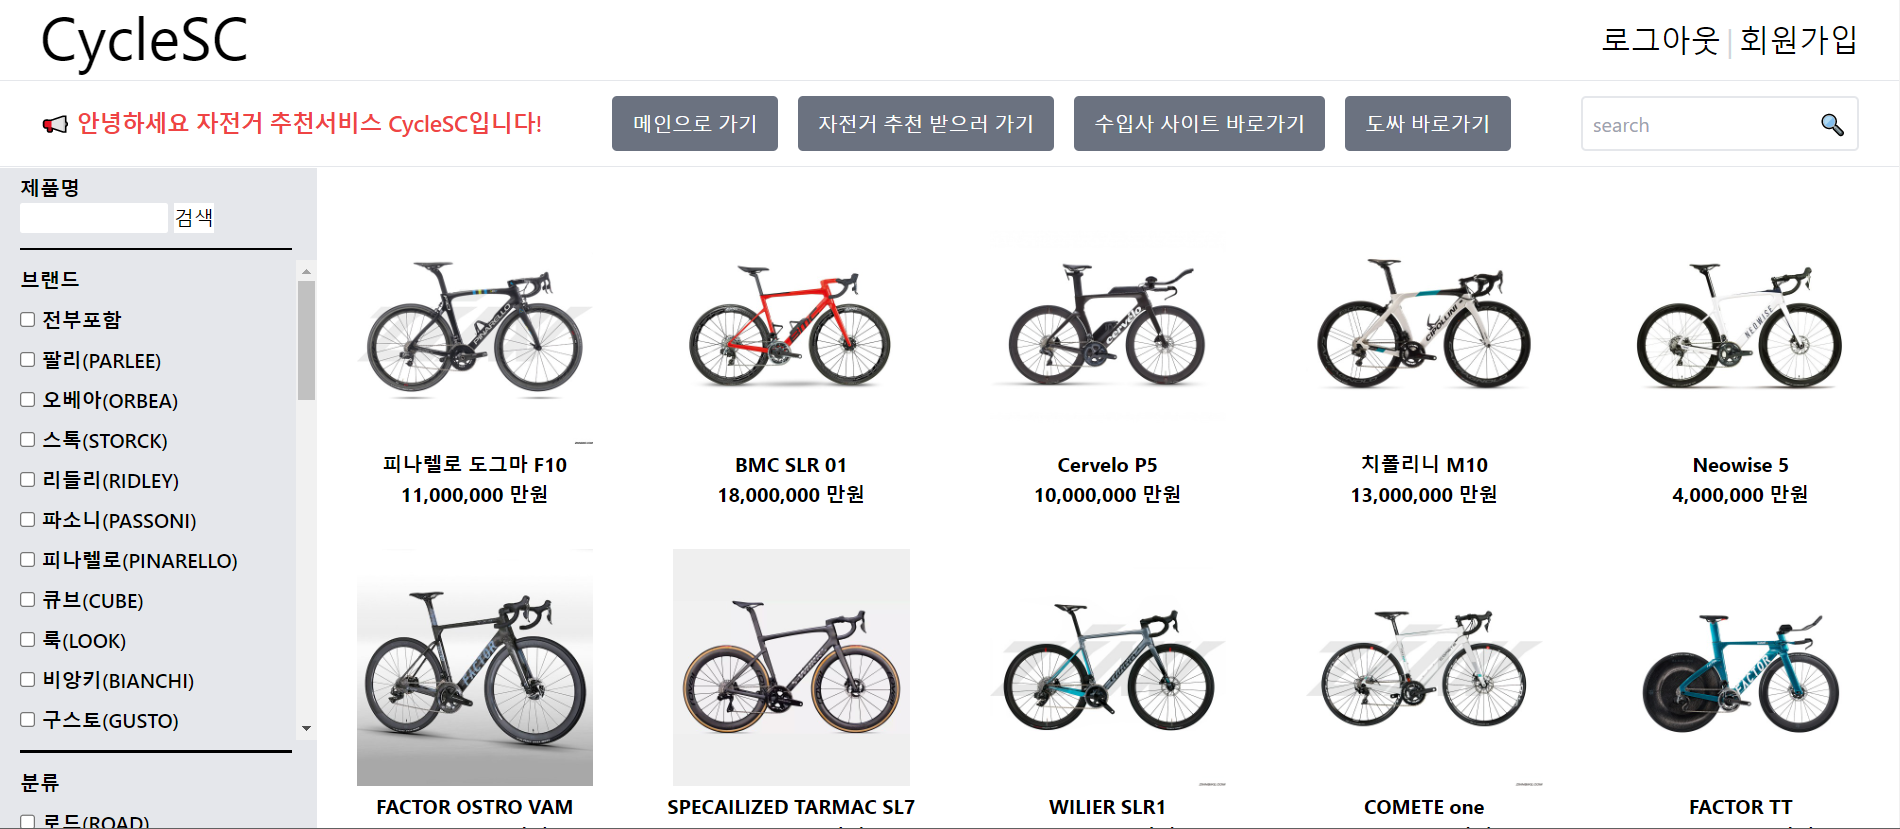 CycleSC
로그아웃 | 회원가입
안녕하세요 자전거 추천서비스 CycleSC입니다!
메인으로 가기
자전거 추천 받으러 가기
수입사 사이트 바로가기
도싸 바로가기
search
제품명
검색
브랜드
전부포함
팔리(PARLEE)
오베아(ORBEA)
스톡(STORCK)
리들리(RIDLEY)
파소니(PASSONI)
피나렐로(PINARELLO)
큐브(CUBE)
룩(LOOK)
비앙키(BIANCHI)
구스토(GUSTO)
분류
로드(ROAD)
PINARELLO
cervelo
CIPOLLINI
NEOWISE
피나렐로 도그마 F10
11,000,000 만원
BMC SLR 01
18,000,000 만원
Cervelo P5
10,000,000 만원
치폴리니 M10
13,000,000 만원
Neowise 5
4,000,000 만원
FACTOR
FACTOR
FACTOR OSTRO VAM
SPECAILIZED TARMAC SL7
WILIER SLR1
COMETE one
FACTOR TT